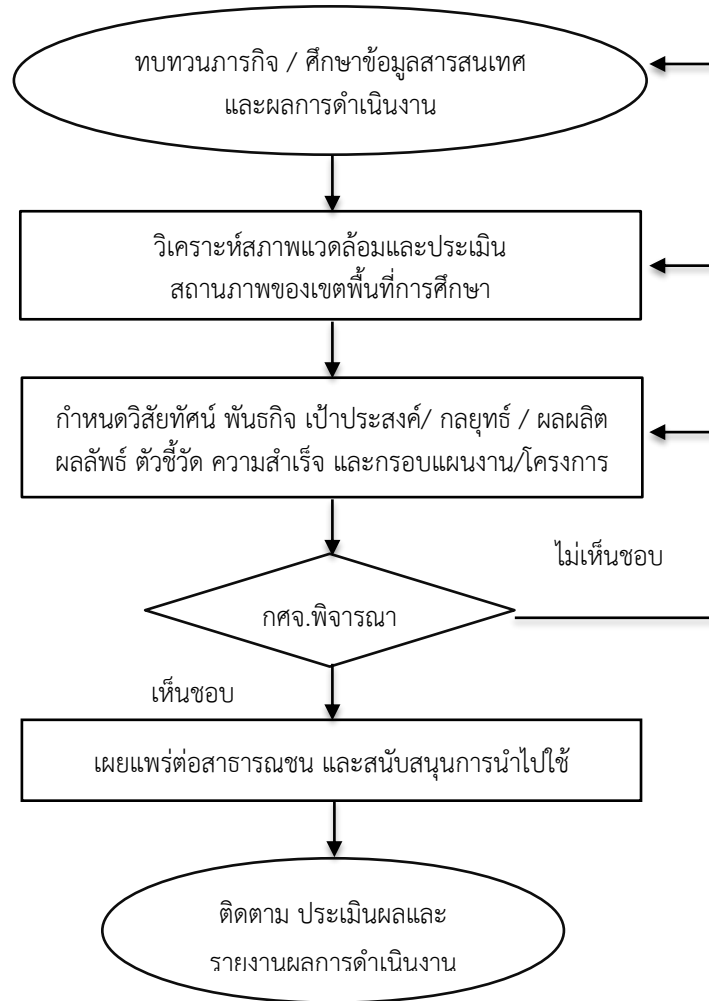 ทบทวนภารกิจ / ศึกษาข้อมูลสารสนเทศ
และผลการดำเนินงาน
วิเคราะห์สภาพแวดล้อมและประเมิน
สถานภาพของเขตพื้นที่การศึกษา
กำหนดวิสัยทัศน์ พันธกิจ เป้าประสงค์/ กลยุทธ์ / ผลผลิต
ผลลัพธ์ ตัวชี้วัด ความสำเร็จ และกรอบแผนงาน/โครงการ
ไม่เห็นชอบ
กศจ.พิจารณา
เห็นชอบ
เผยแพร่ต่อสาธารณชน และสนับสนุนการนำไปใช้
ติดตาม ประเมินผลและ
รายงานผลการดำเนินงาน